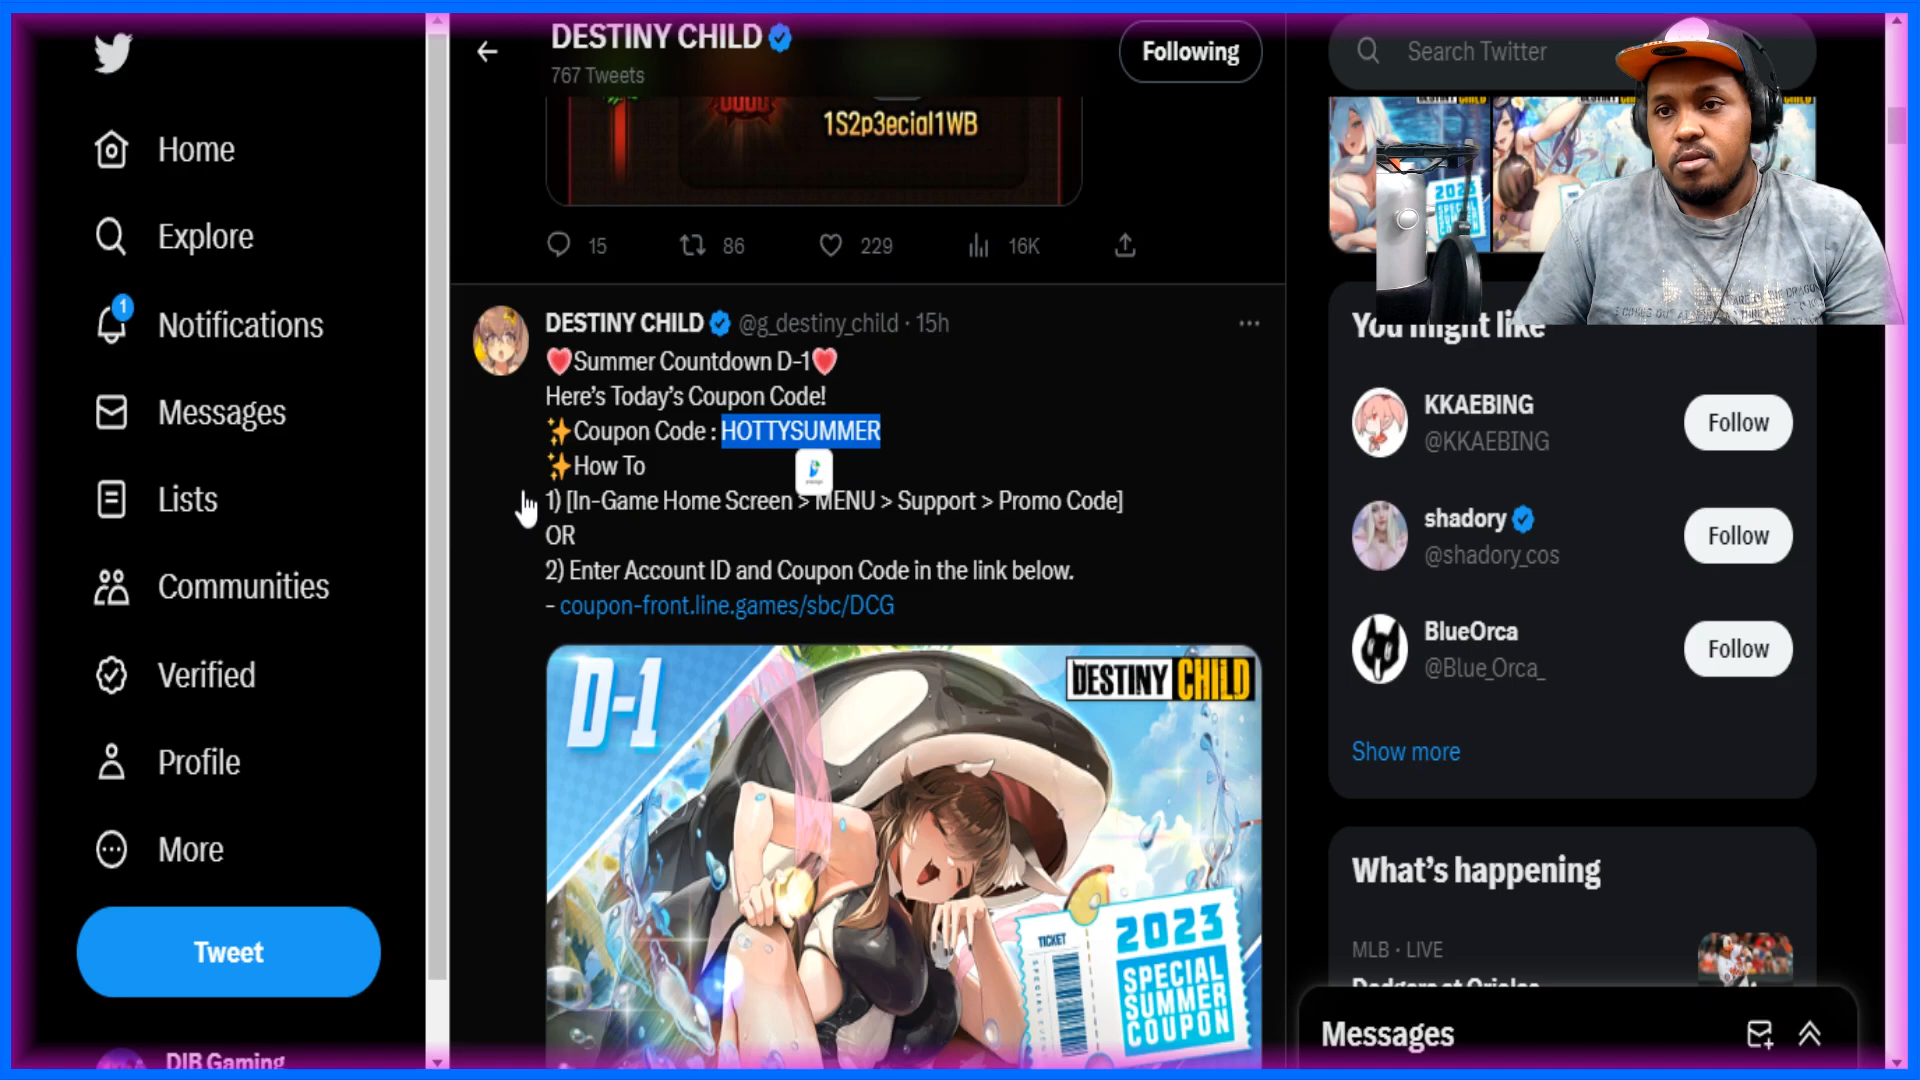 DESTINY CHILD
767 Tweets
Following
Search Twitter
1S2p3ecial1WB
15
86
229
16K
Home
Explore
1
Notifications
Messages
Lists
Communities
Verified
Profile
More
Tweet
DIB Gaming
DESTINY CHILD @g_destiny_child · 15h
❤️Summer Countdown D-1❤️
Here's Today's Coupon Code!
✨Coupon Code : HOTTYSUMMER
✨How To
1) [In-Game Home Screen > MENU > Support > Promo Code]
OR
2) Enter Account ID and Coupon Code in the link below.
- coupon-front.line.games/sbc/DCG
D-1
DESTINY CHILD
TICKET
2023
SPECIAL
SUMMER
COUPON
2023
You might like
KKAEBING
@KKAEBING
Follow
shadory
@shadory_cos
Follow
BlueOrca
@Blue_Orca_
Follow
Show more
What's happening
MLB · LIVE
Dodgers at Orioles
Messages